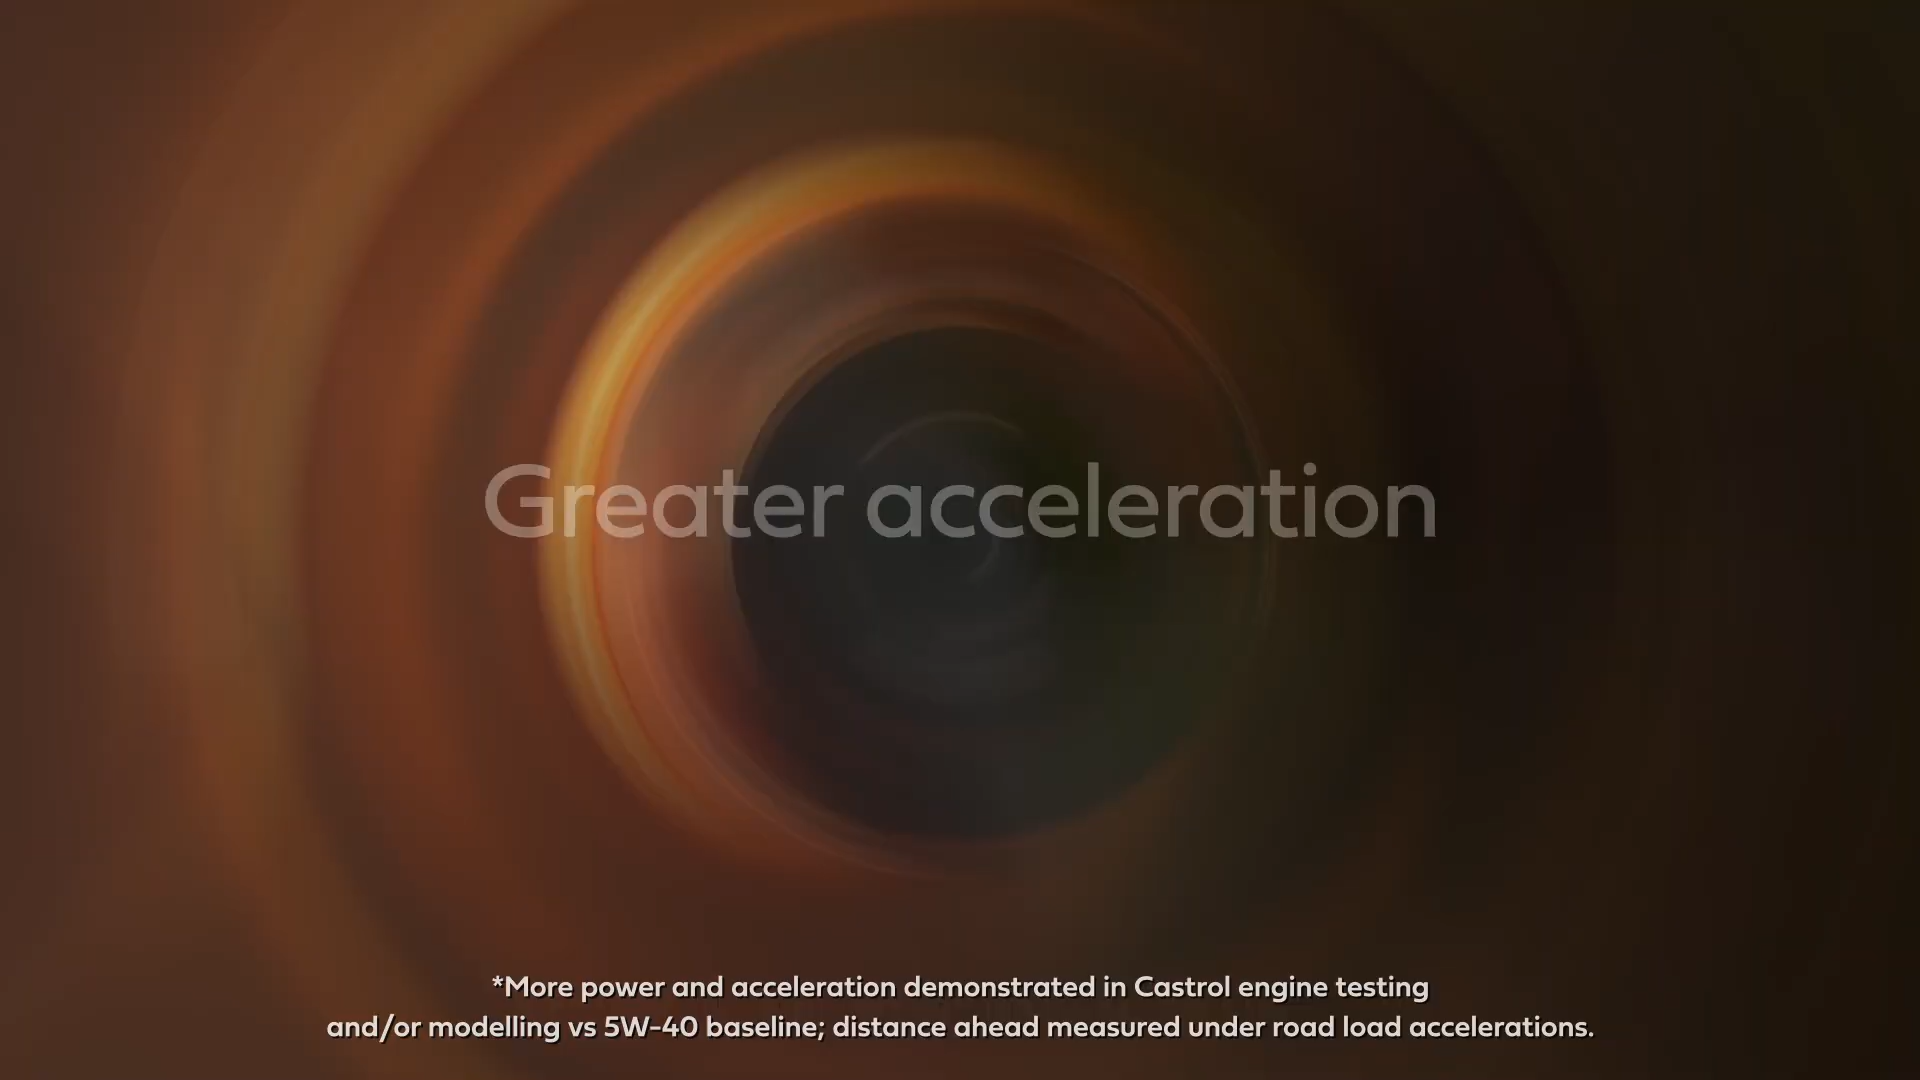 Greater acceleration
*More power and acceleration demonstrated in Castrol engine testing
and/or modelling vs 5W-40 baseline; distance ahead measured under road load accelerations.